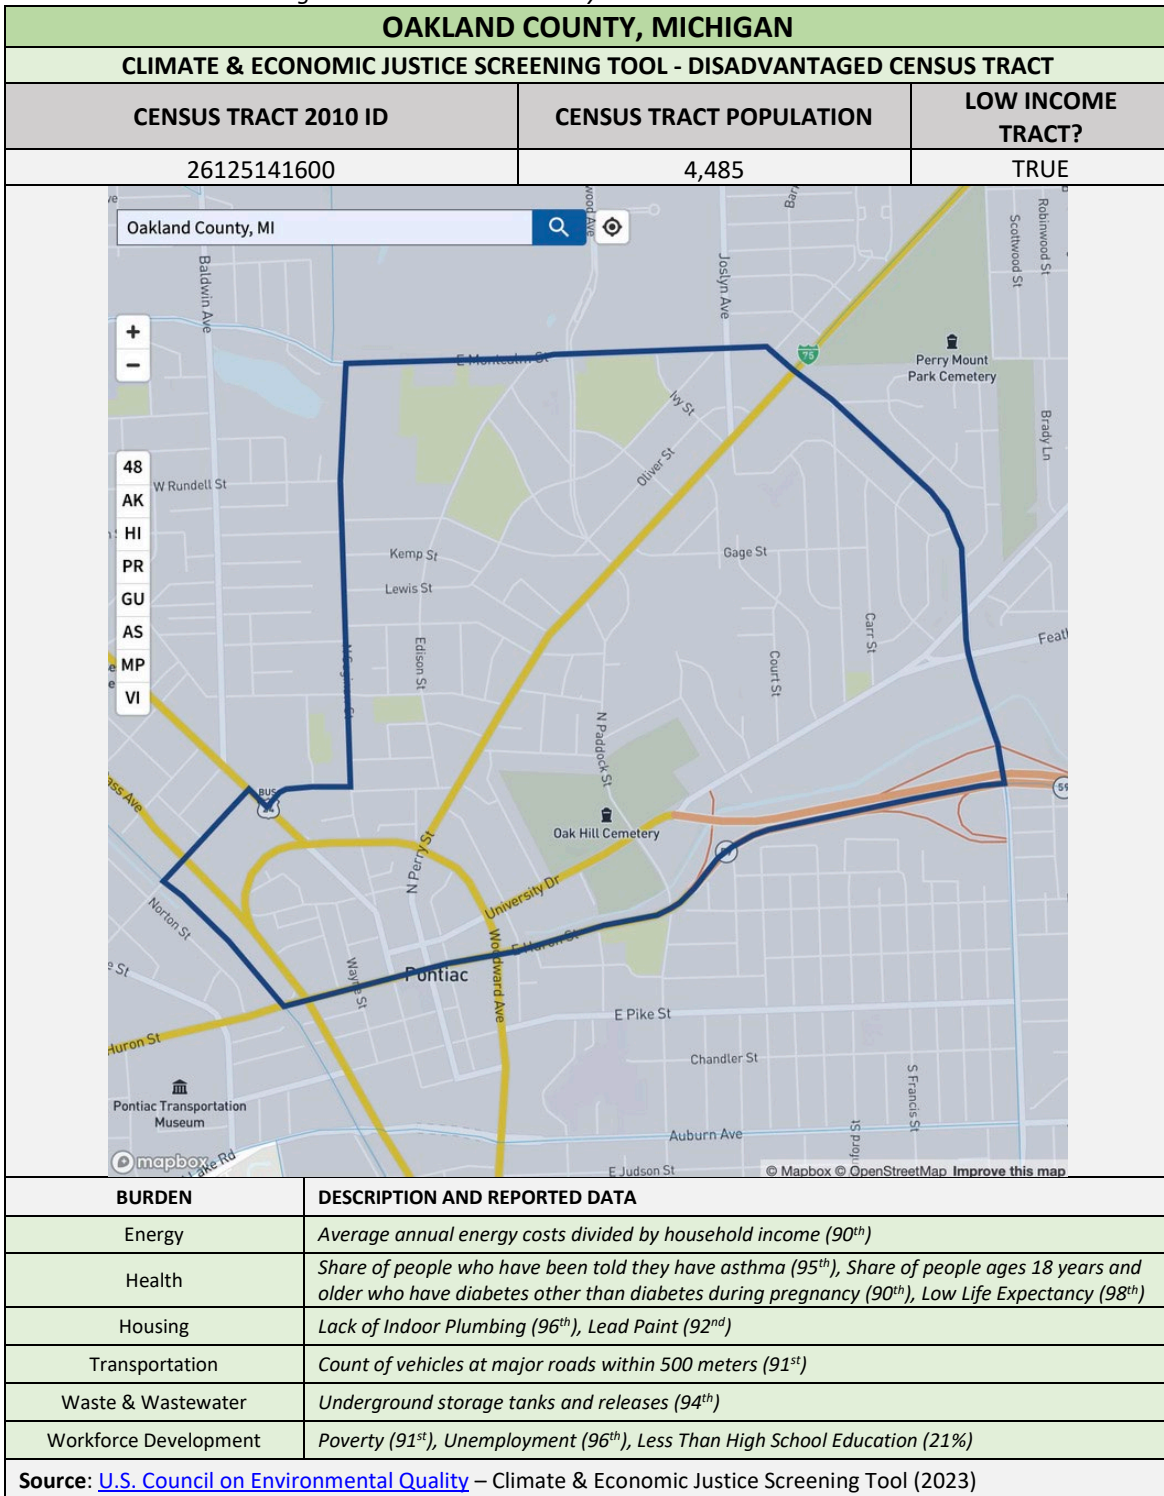 OAKLAND COUNTY, MICHIGAN
CLIMATE & ECONOMIC JUSTICE SCREENING TOOL - DISADVANTAGED CENSUS TRACT
CENSUS TRACT 2010 ID
CENSUS TRACT POPULATION
LOW INCOME
TRACT?
26125141600
4,485
TRUE
Oakland County, MI
Baldwin Ave
Joslyn Ave
Scottwood St
Robinwood St
+
−
E Montcalm St
75
Perry Mount
Park Cemetery
Ivy St
Brady Ln
Oliver St
48
W Rundell St
AK
HI
PR
GU
AS
MP
VI
Kemp St
Gage St
Lewis St
Edison St
Carr St
Court St
N Paddock St
BUS
24
59
Oak Hill Cemetery
N Perry St
University Dr
Norton St
E Huron St
Woodward Ave
Wayne St
Pontiac
E Pike St
Huron St
Chandler St
S Francis St
Pontiac Transportation
Museum
Auburn Ave
mapbox
Lake Rd
E Judson St
© Mapbox © OpenStreetMap Improve this map
BURDEN
DESCRIPTION AND REPORTED DATA
Energy
Average annual energy costs divided by household income (90th)
Health
Share of people who have been told they have asthma (95th), Share of people ages 18 years and
older who have diabetes other than diabetes during pregnancy (90th), Low Life Expectancy (98th)
Housing
Lack of Indoor Plumbing (96th), Lead Paint (92nd)
Transportation
Count of vehicles at major roads within 500 meters (91st)
Waste & Wastewater
Underground storage tanks and releases (94th)
Workforce Development
Poverty (91st), Unemployment (96th), Less Than High School Education (21%)
Source: U.S. Council on Environmental Quality – Climate & Economic Justice Screening Tool (2023)